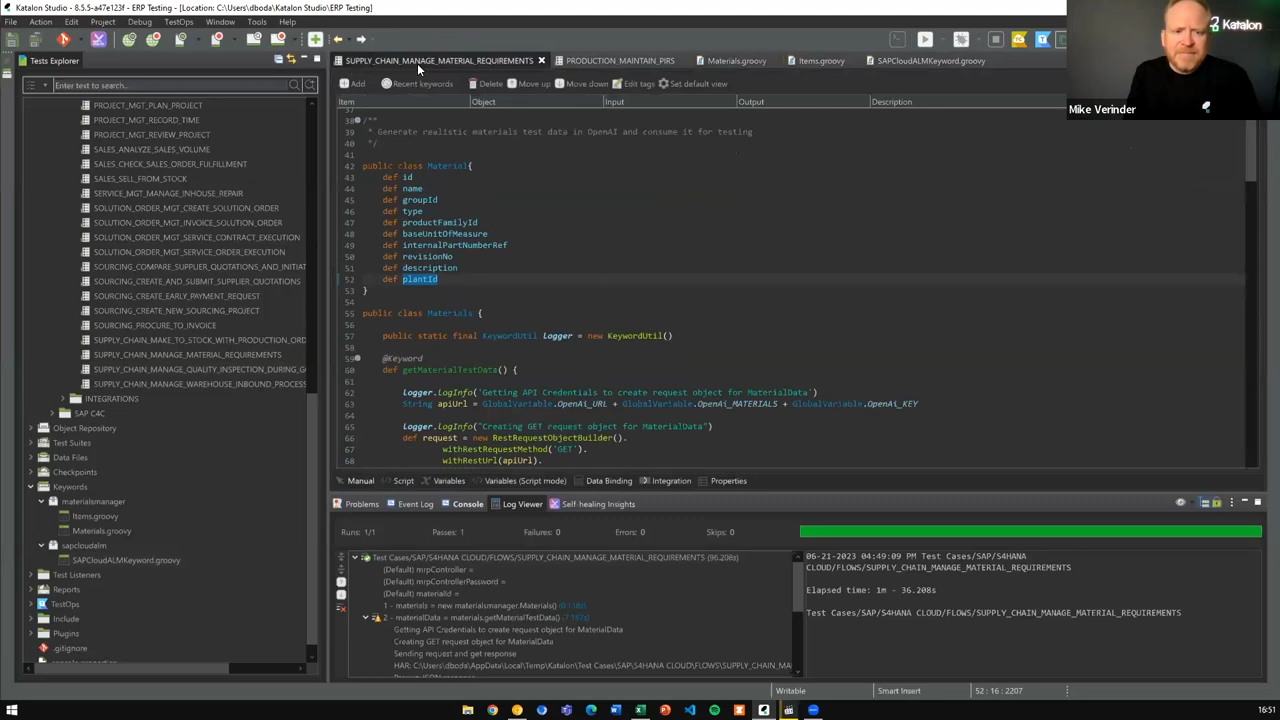 Katalon Studio - 8.5.5-a47e123f - ERP Testing - [Location: C:\Users\dboda\Katalon Studio\ERP Testing]
File Action Edit Project Debug TestOps Window Tools Help
Katalon
Mike Verinder
Tests Explorer
Enter text to search...
PROJECT_MGT_PLAN_PROJECT
PROJECT_MGT_RECORD_TIME
PROJECT_MGT_REVIEW_PROJECT
SALES_ANALYZE_SALES_VOLUME
SALES_CHECK_SALES_ORDER_FULFILLMENT
SALES_SELL_FROM_STOCK
SERVICE_MGT_MANAGE_INHOUSE_REPAIR
SOLUTION_ORDER_MGT_CREATE_SOLUTION_ORDER
SOLUTION_ORDER_MGT_INVOICE_SOLUTION_ORDER
SOLUTION_ORDER_MGT_SERVICE_CONTRACT_EXECUTION
SOLUTION_ORDER_MGT_SERVICE_ORDER_EXECUTION
SOURCING_COMPARE_SUPPLIER_QUOTATIONS_AND_INITIAT
SOURCING_CREATE_AND_SUBMIT_SUPPLIER_QUOTATIONS
SOURCING_CREATE_EARLY_PAYMENT_REQUEST
SOURCING_CREATE_NEW_SOURCING_PROJECT
SOURCING_PROCURE_TO_INVOICE
SUPPLY_CHAIN_MAKE_TO_STOCK_WITH_PRODUCTION_ORD
SUPPLY_CHAIN_MANAGE_MATERIAL_REQUIREMENTS
SUPPLY_CHAIN_MANAGE_QUALITY_INSPECTION_DURING_G
SUPPLY_CHAIN_MANAGE_WAREHOUSE_INBOUND_PROCESS
INTEGRATIONS
SAP C4C
Object Repository
Test Suites
Data Files
Checkpoints
Keywords
materialsmanager
Items.groovy
Materials.groovy
sapcloudalm
SAPCloudALMKeyword.groovy
Test Listeners
Reports
TestOps
Include
Plugins
.gitignore
SUPPLY_CHAIN_MANAGE_MATERIAL_REQUIREMENTS PRODUCTION_MAINTAIN_PIRS Materials.groovy Items.groovy SAPCloudALMKeyword.groovy
Add Recent keywords Delete Move up Move down Edit tags Set default view
Item Object Input Output Description
38 /**
39 * Generate realistic materials test data in OpenAI and consume it for testing
40 */
41
42 public class Material{
43 def id
44 def name
45 def groupId
46 def type
47 def productFamilyId
48 def baseUnitOfMeasure
49 def internalPartNumberRef
50 def revisionNo
51 def description
52 def plantId
53 }
54
55 public class Materials {
56
57 public static final KeywordUtil logger = new KeywordUtil()
58
59 @Keyword
60 def getMaterialTestData() {
61
62 logger.logInfo('Getting API Credentials to create request object for MaterialData')
63 String apiUrl = GlobalVariable.OpenAi_URL + GlobalVariable.OpenAi_MATERIALS + GlobalVariable.OpenAi_KEY
64
65 logger.logInfo("Creating GET request object for MaterialData")
66 def request = new RestRequestObjectBuilder().
67 withRestRequestMethod('GET').
68 withRestUrl(apiUrl).
Manual Script Variables Variables (Script mode) Data Binding Integration Properties
Problems Event Log Console Log Viewer Self-healing Insights
Runs: 1/1 Passes: 1 Failures: 0 Errors: 0 Skips: 0
Test Cases/SAP/S4HANA CLOUD/FLOWS/SUPPLY_CHAIN_MANAGE_MATERIAL_REQUIREMENTS (96.208s)
(Default) mrpController =
(Default) mrpControllerPassword =
(Default) materialId =
1 - materials = new materialsmanager.Materials() (0.118s)
2 - materialData = materials.getMaterialTestData()
Getting API Credentials to create request object for MaterialData
Creating GET request object for MaterialData
Sending request and get response
HAR: C:\Users\dboda\AppData\Local\Temp\Katalon\Test Cases\SAP\S4HANA CLOUD\FLOWS\SUPPLY_CHAIN_MA
06-21-2023 04:49:09 PM Test Cases/SAP/S4HANA
CLOUD/FLOWS/SUPPLY_CHAIN_MANAGE_MATERIAL_REQUIREMENTS
Elapsed time: 1m - 36.208s
Test Cases/SAP/S4HANA CLOUD/FLOWS/SUPPLY_CHAIN_MANAGE_MATERIAL_REQUIREMENTS
Writable Smart Insert 52 : 16 : 2207
16:51